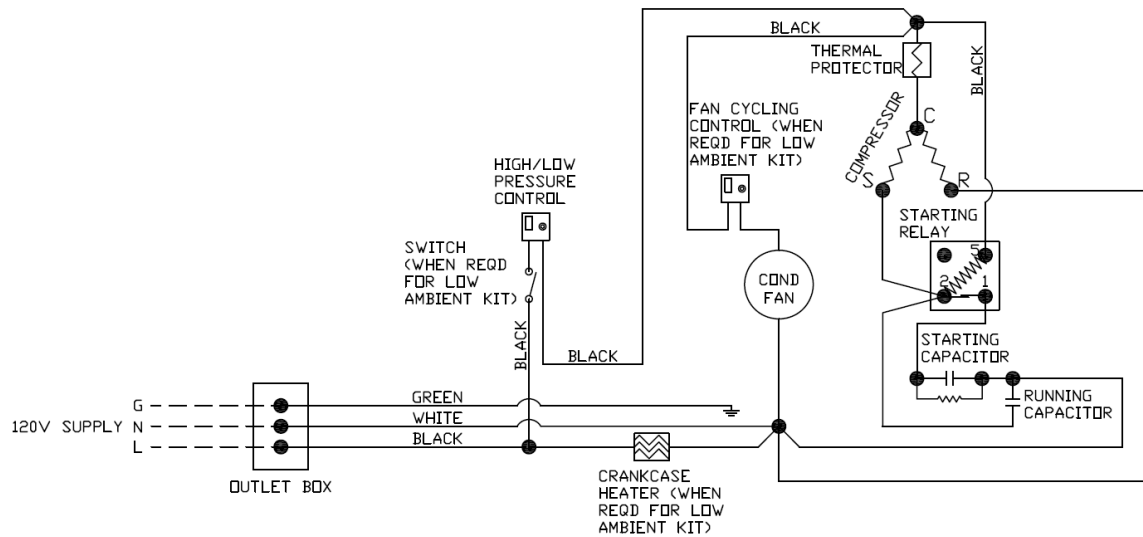 BLACK
THERMAL
PROTECTOR
BLACK
FAN CYCLING
CONTROL (WHEN
REQD FOR LOW
AMBIENT KIT)
COMPRESSOR
C
S
R
HIGH/LOW
PRESSURE
CONTROL
STARTING
RELAY
SWITCH
(WHEN REQD
FOR LOW
AMBIENT KIT)
COND
FAN
5
2
1
BLACK
BLACK
STARTING
CAPACITOR
RUNNING
CAPACITOR
120V SUPPLY
G
N
L
GREEN
WHITE
BLACK
OUTLET BOX
CRANKCASE
HEATER (WHEN
REQD FOR LOW
AMBIENT KIT)